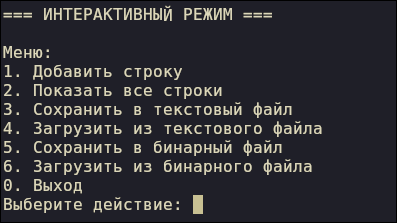 === ИНТЕРАКТИВНЫЙ РЕЖИМ ===
Меню:
1. Добавить строку
2. Показать все строки
3. Сохранить в текстовый файл
4. Загрузить из текстового файла
5. Сохранить в бинарный файл
6. Загрузить из бинарного файла
0. Выход
Выберите действие: